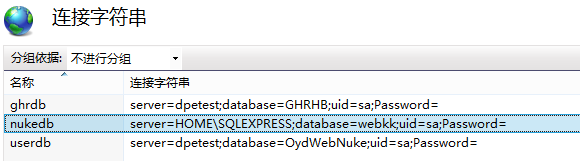 连接字符串
分组依据: 不进行分组
名称 连接字符串
ghrdb server=dpetest;database=GHRHB;uid=sa;Password=
nukedb server=HOME\SQLEXPRESS;database=webkk;uid=sa;Password=
userdb server=dpetest;database=OydWebNuke;uid=sa;Password=